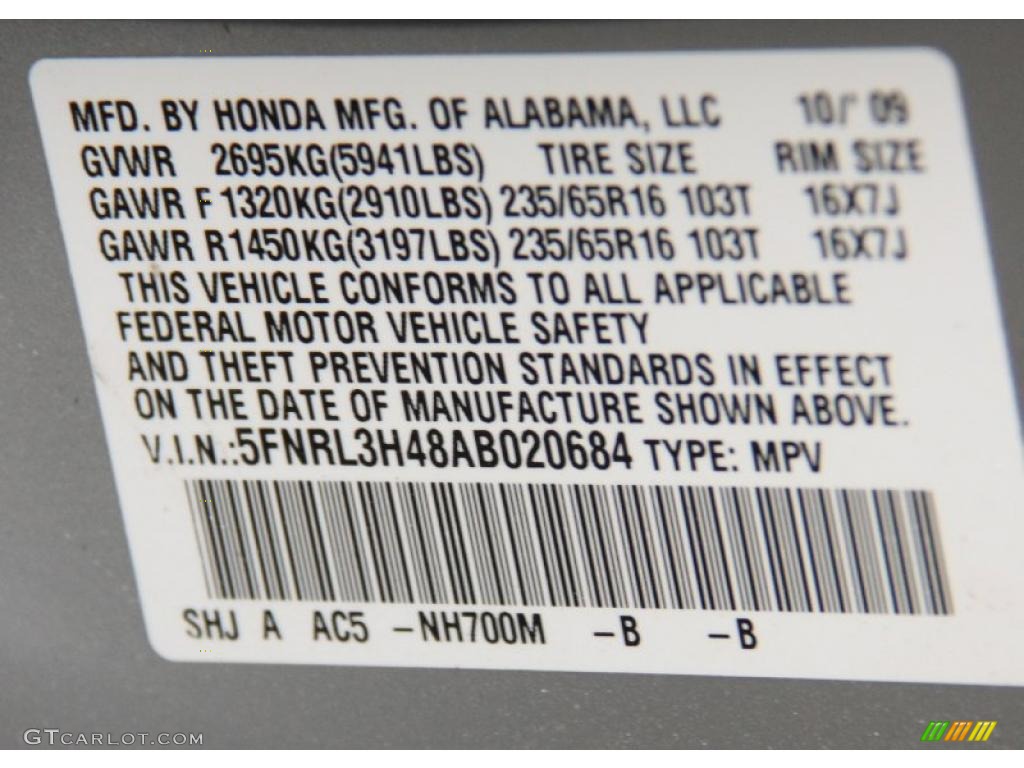 MFD. BY HONDA MFG. OF ALABAMA, LLC 10/ 09
GVWR 2695KG(5941LBS) TIRE SIZE RIM SIZE
GAWR F 1320KG(2910LBS) 235/65R16 103T 16X7J
GAWR R1450KG(3197LBS) 235/65R16 103T 16X7J
THIS VEHICLE CONFORMS TO ALL APPLICABLE
FEDERAL MOTOR VEHICLE SAFETY
AND THEFT PREVENTION STANDARDS IN EFFECT
ON THE DATE OF MANUFACTURE SHOWN ABOVE.
V.I.N.:5FNRL3H48AB020684 TYPE: MPV
SHJ A AC5 -NH700M -B -B
GTCARLOT.COM